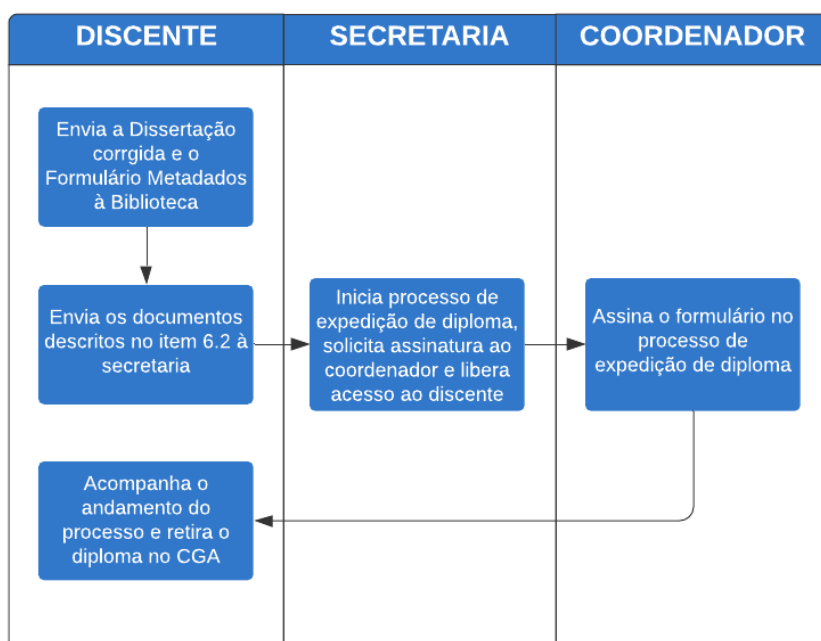 DISCENTE
SECRETARIA
COORDENADOR
Envia a Dissertação
corrgida e o
Formulário Metadados
à Biblioteca
Envia os documentos
descritos no item 6.2 à
secretaria
Inicia processo de
expedição de diploma,
solicita assinatura ao
coordenador e libera
acesso ao discente
Assina o formulário no
processo de
expedição de diploma
Acompanha o
andamento do
processo e retira o
diploma no CGA